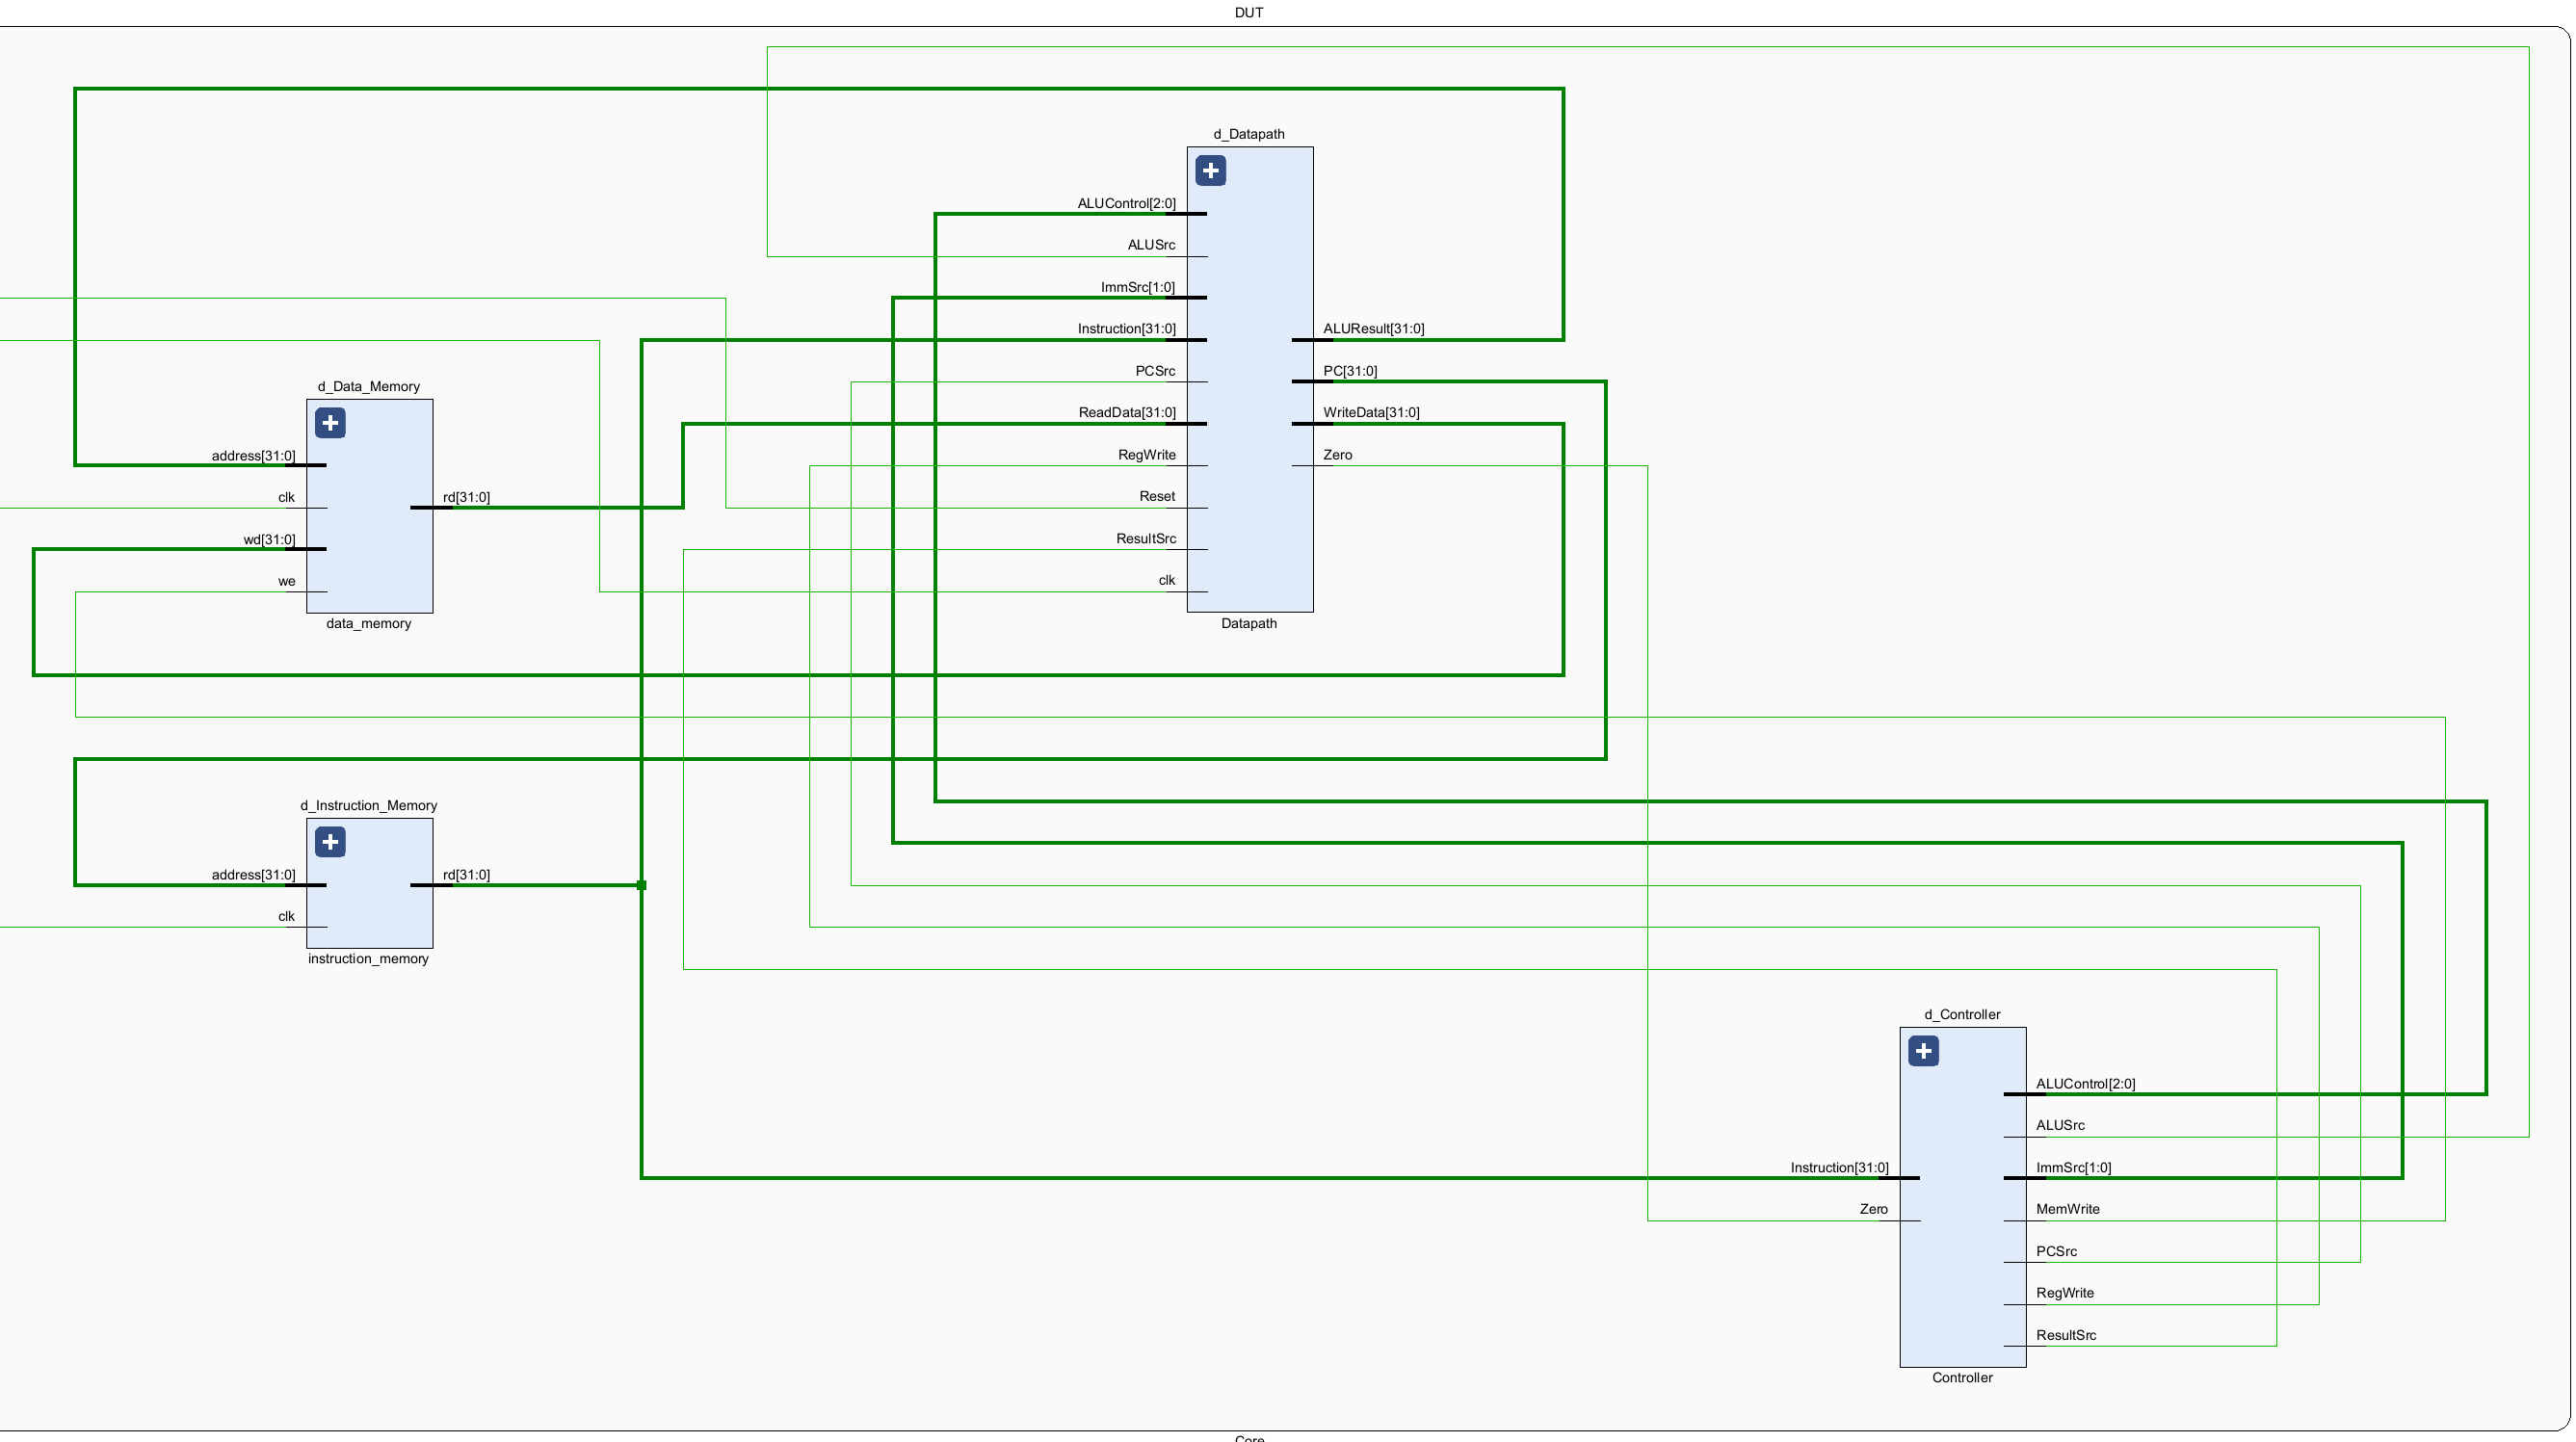 DUT
d_Datapath
ALUControl[2:0]
ALUSrc
ImmSrc[1:0]
Instruction[31:0]
PCSrc
ReadData[31:0]
RegWrite
Reset
ResultSrc
clk
ALUResult[31:0]
PC[31:0]
WriteData[31:0]
Zero
Datapath
d_Data_Memory
address[31:0]
clk
wd[31:0]
we
rd[31:0]
data_memory
d_Instruction_Memory
address[31:0]
clk
rd[31:0]
instruction_memory
d_Controller
Instruction[31:0]
Zero
ALUControl[2:0]
ALUSrc
ImmSrc[1:0]
MemWrite
PCSrc
RegWrite
ResultSrc
Controller
Core